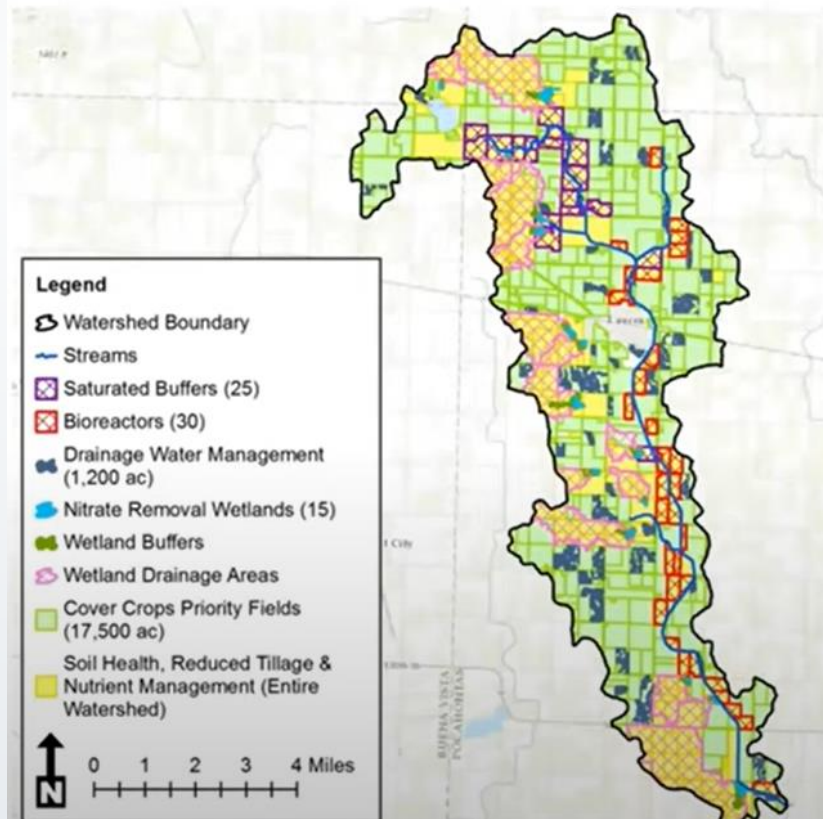 Legend
Watershed Boundary
Streams
Saturated Buffers (25)
Bioreactors (30)
Drainage Water Management
(1,200 ac)
Nitrate Removal Wetlands (15)
Wetland Buffers
Wetland Drainage Areas
Cover Crops Priority Fields
(17,500 ac)
Soil Health, Reduced Tillage &
Nutrient Management (Entire
Watershed)
N
0 1 2 3 4 Miles
BUENA VISTA
POCAHONTAS